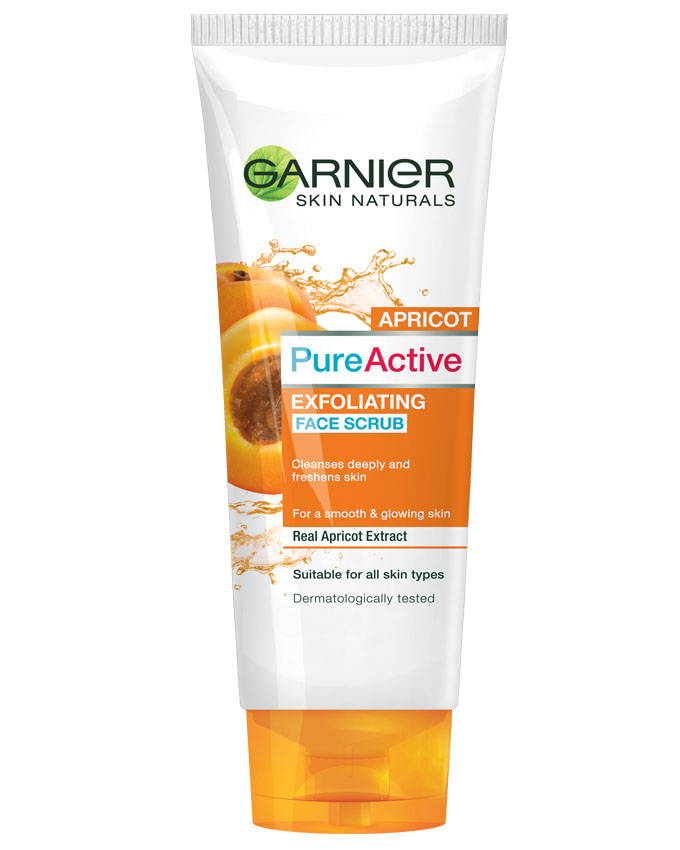 GARNIER
SKIN NATURALS
APRICOT
PureActive
EXFOLIATING
FACE SCRUB
Cleanses deeply and
freshens skin
For a smooth & glowing skin
Real Apricot Extract
Suitable for all skin types
Dermatologically tested